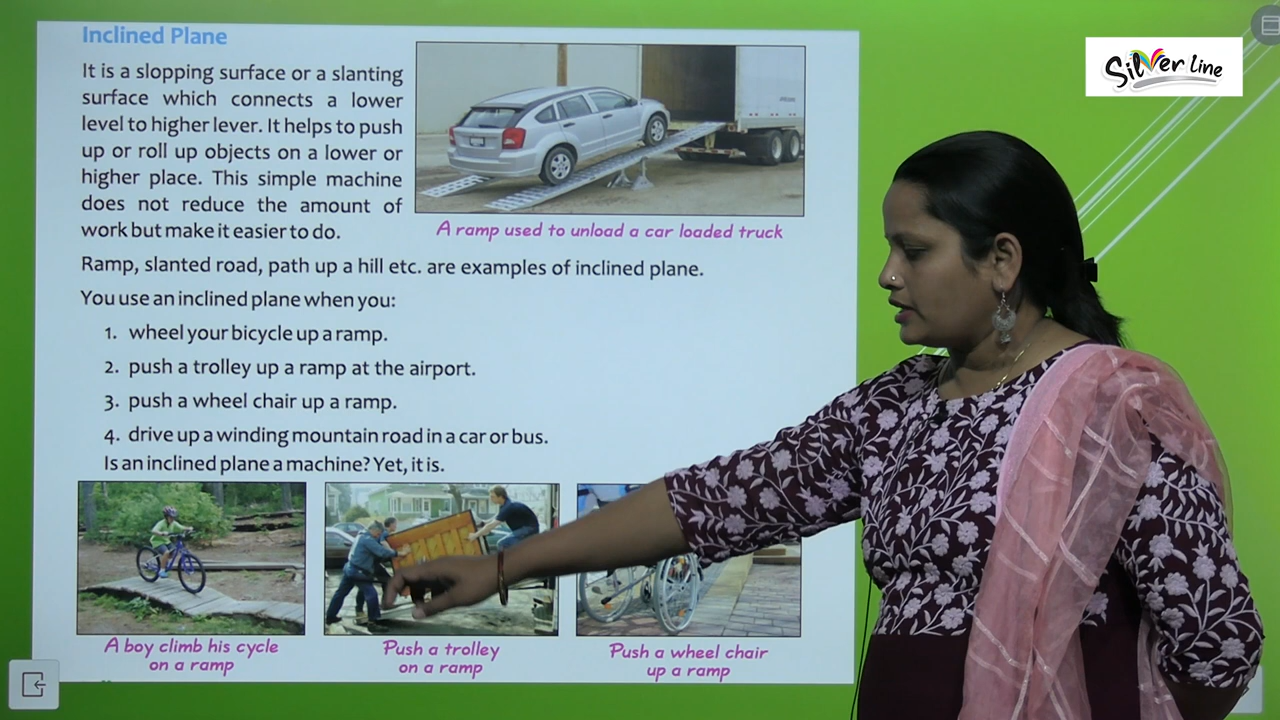 Inclined Plane
It is a slopping surface or a slanting
surface which connects a lower
level to higher lever. It helps to push
up or roll up objects on a lower or
higher place. This simple machine
does not reduce the amount of
work but make it easier to do.
A ramp used to unload a car loaded truck
Ramp, slanted road, path up a hill etc. are examples of inclined plane.
You use an inclined plane when you:
1. wheel your bicycle up a ramp.
2. push a trolley up a ramp at the airport.
3. push a wheel chair up a ramp.
4. drive up a winding mountain road in a car or bus.
Is an inclined plane a machine? Yet, it is.
A boy climb his cycle
on a ramp
Push a trolley
on a ramp
Push a wheel chair
up a ramp
Silver line